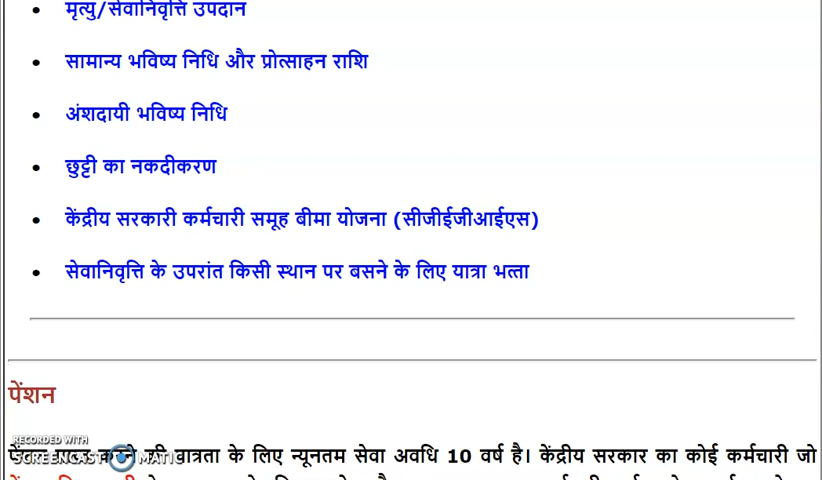 मृत्यु/सेवानिवृत्ति उपदान
सामान्य भविष्य निधि और प्रोत्साहन राशि
अंशदायी भविष्य निधि
छुट्टी का नकदीकरण
केंद्रीय सरकारी कर्मचारी समूह बीमा योजना (सीजीईजीआईएस)
सेवानिवृत्ति के उपरांत किसी स्थान पर बसने के लिए यात्रा भत्ता
पेंशन
RECORDED WITH
SCREENCAST MATIC
के लिए न्यूनतम सेवा अवधि 10 वर्ष है। केंद्रीय सरकार का कोई कर्मचारी जो